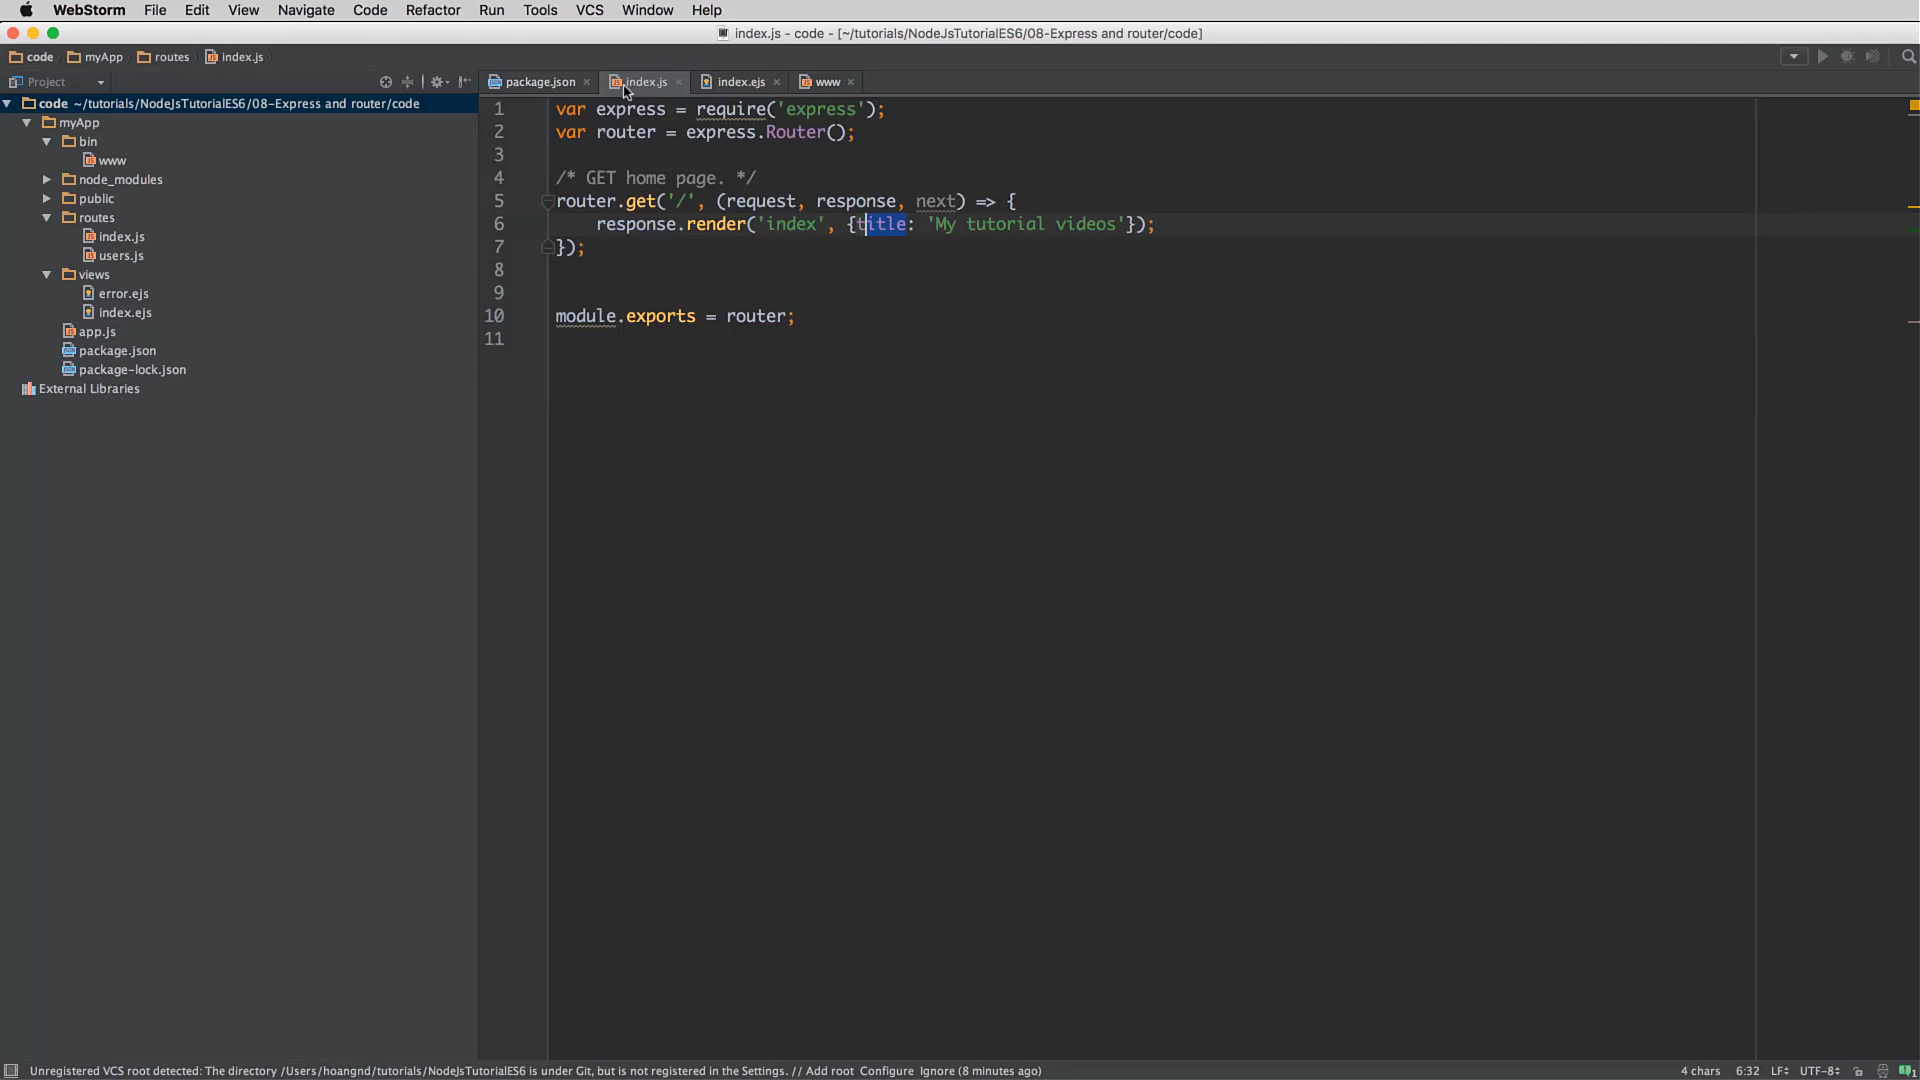 WebStorm File Edit View Navigate Code Refactor Run Tools VCS Window Help
index.js - code - [~/tutorials/NodeJsTutorialES6/08-Express and router/code]
code myApp routes index.js
Project
package.json index.js index.ejs www
code ~/tutorials/NodeJsTutorialES6/08-Express and router/code
myApp
bin
www
node_modules
public
routes
index.js
users.js
views
error.ejs
index.ejs
app.js
package.json
package-lock.json
External Libraries
1 var express = require('express');
2 var router = express.Router();
3
4 /* GET home page. */
5 router.get('/', (request, response, next) => {
6 response.render('index', {title: 'My tutorial videos'});
7 });
8
9
10 module.exports = router;
11
Unregistered VCS root detected: The directory /Users/hoangnd/tutorials/NodeJsTutorialES6 is under Git, but is not registered in the Settings. // Add root Configure Ignore (8 minutes ago) 4 chars 6:32 LF UTF-8 1